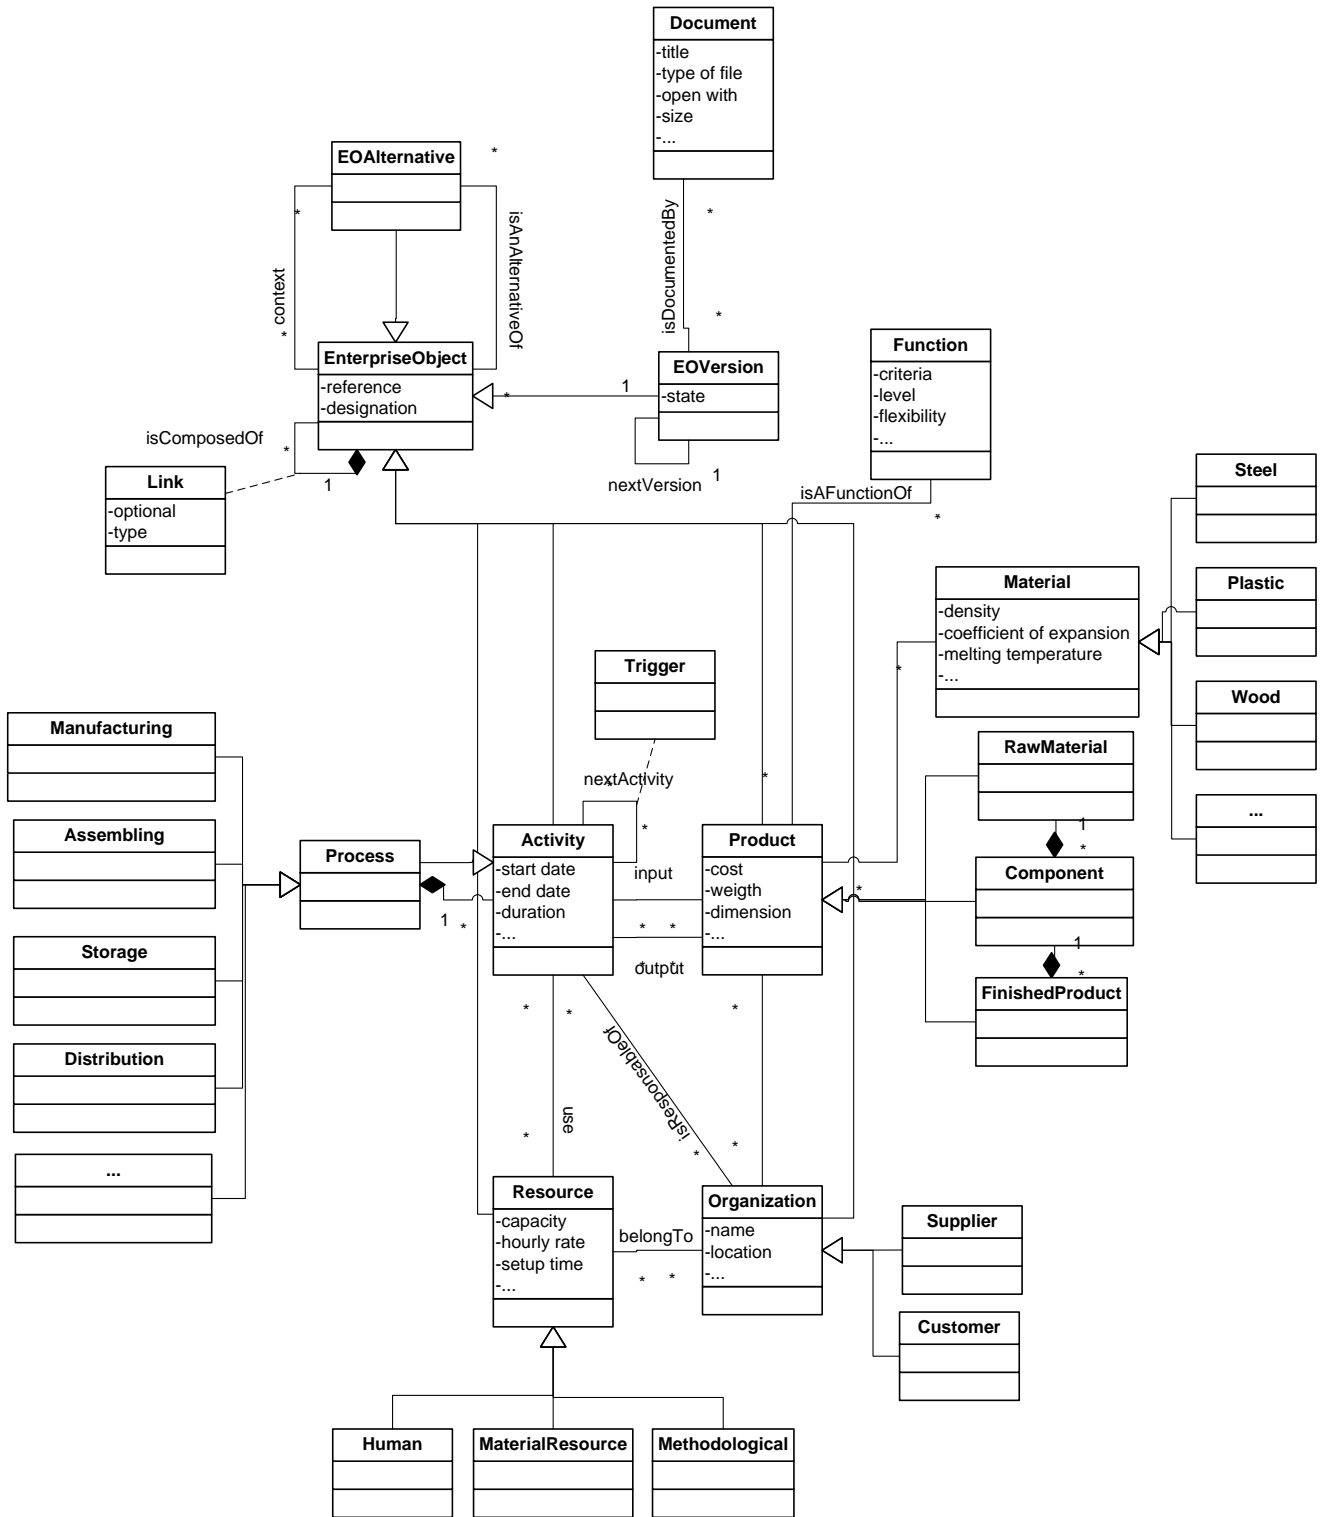 Document
-title
-type of file
-open with
-size
-...
EOAlternative
*
*
context
*
isAnAlternativeOf
isDocumentedBy
*
*
EnterpriseObject
-reference
-designation
*
1
EOVersion
-state
1
nextVersion
Function
-criteria
-level
-flexibility
-...
isComposedOf
*
1
Link
-optional
-type
isAFunctionOf
*
Steel
Material
-density
-coefficient of expansion
-melting temperature
-...
*
Plastic
Wood
...
Trigger
nextActivity
*
*
*
Manufacturing
Assembling
Storage
Distribution
...
Process
1
*
Activity
-start date
-end date
-duration
-...
input
*
*
output
*
*
Product
-cost
-weigth
-dimension
-...
*
RawMaterial
1
*
Component
1
*
FinishedProduct
*
*
*
isResponsableOf
use
*
*
*
Resource
-capacity
-hourly rate
-setup time
-...
belongTo
*
*
Organization
-name
-location
-...
Supplier
Customer
Human
MaterialResource
Methodological